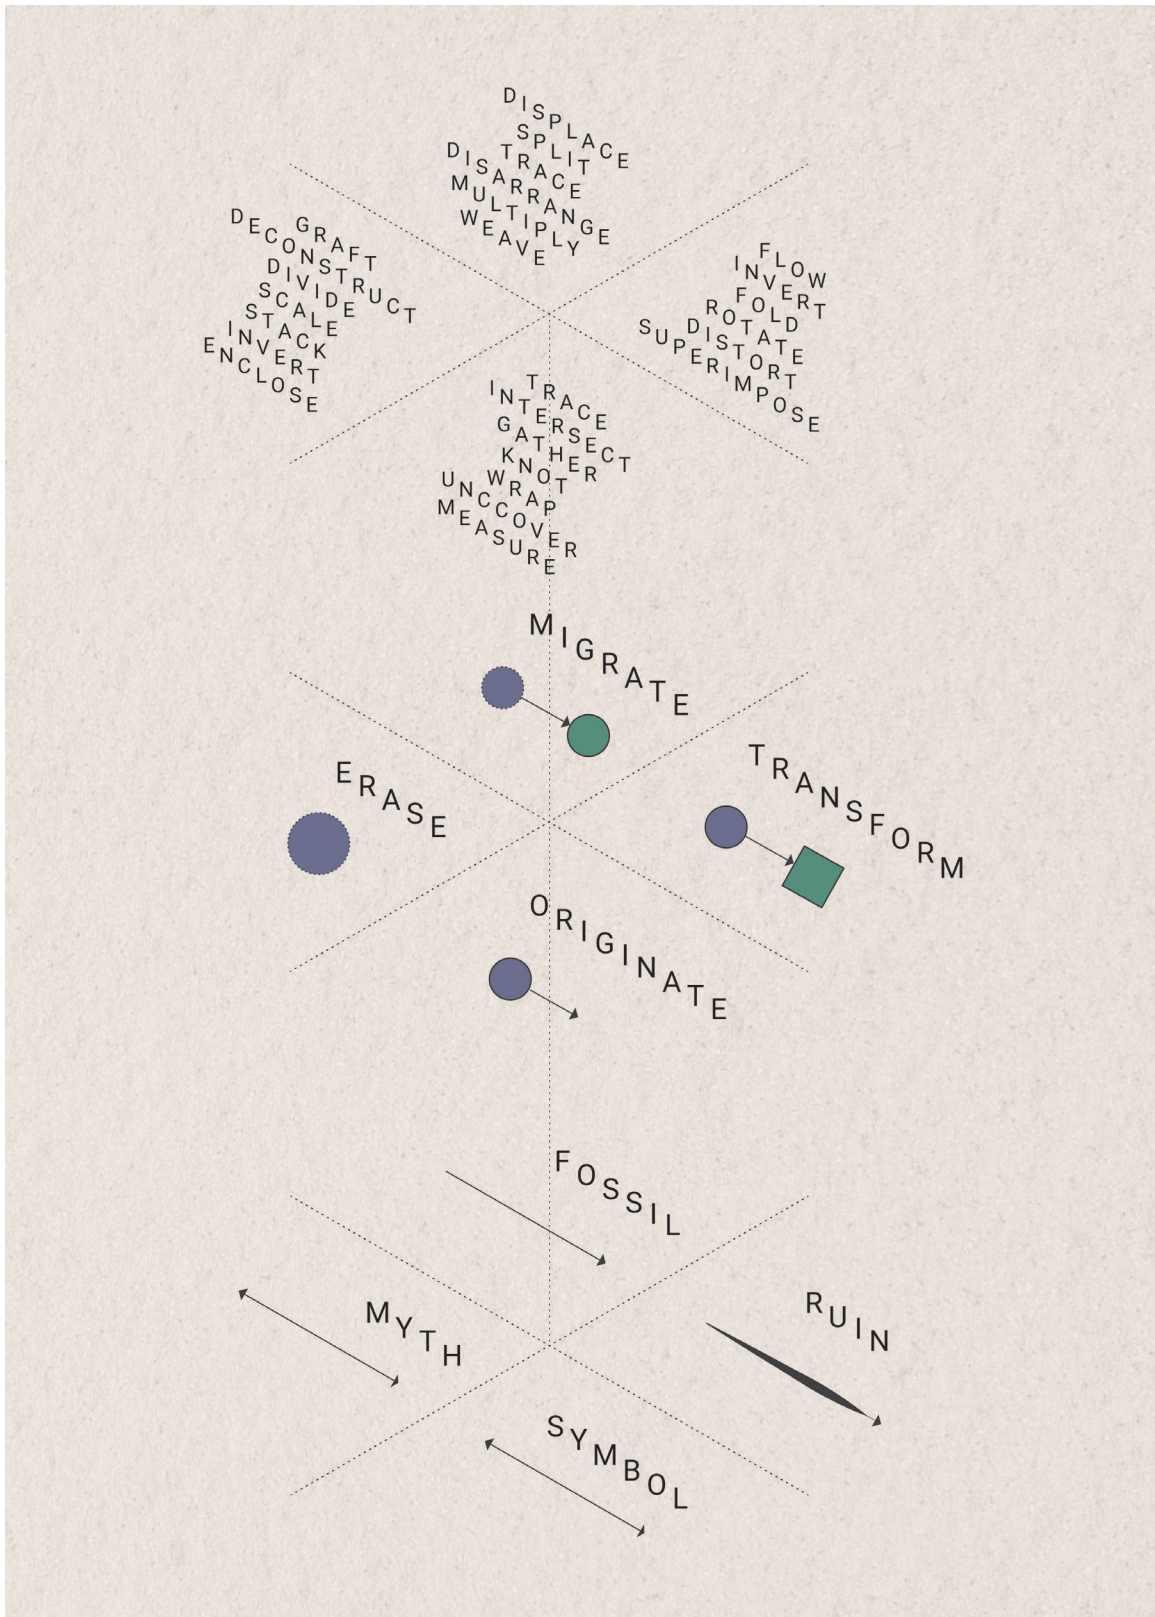 DISPLACE
SPLIT
TRACE
DISARRANGE
MULTIPLY
WEAVE
GRAFT
DECONSTRUCT
DIVIDE
SCALE
STACK
INVERT
ENCLOSE
FLOW
INVERT
FOLD
ROTATE
DISTORT
SUPERIMPOSE
TRACE
INTERSECT
GATHER
KNOT
WRAP
UNCCOVER
MEASURE
MIGRATE
ERASE
TRANSFORM
ORIGINATE
FOSSIL
MYTH
RUIN
SYMBOL